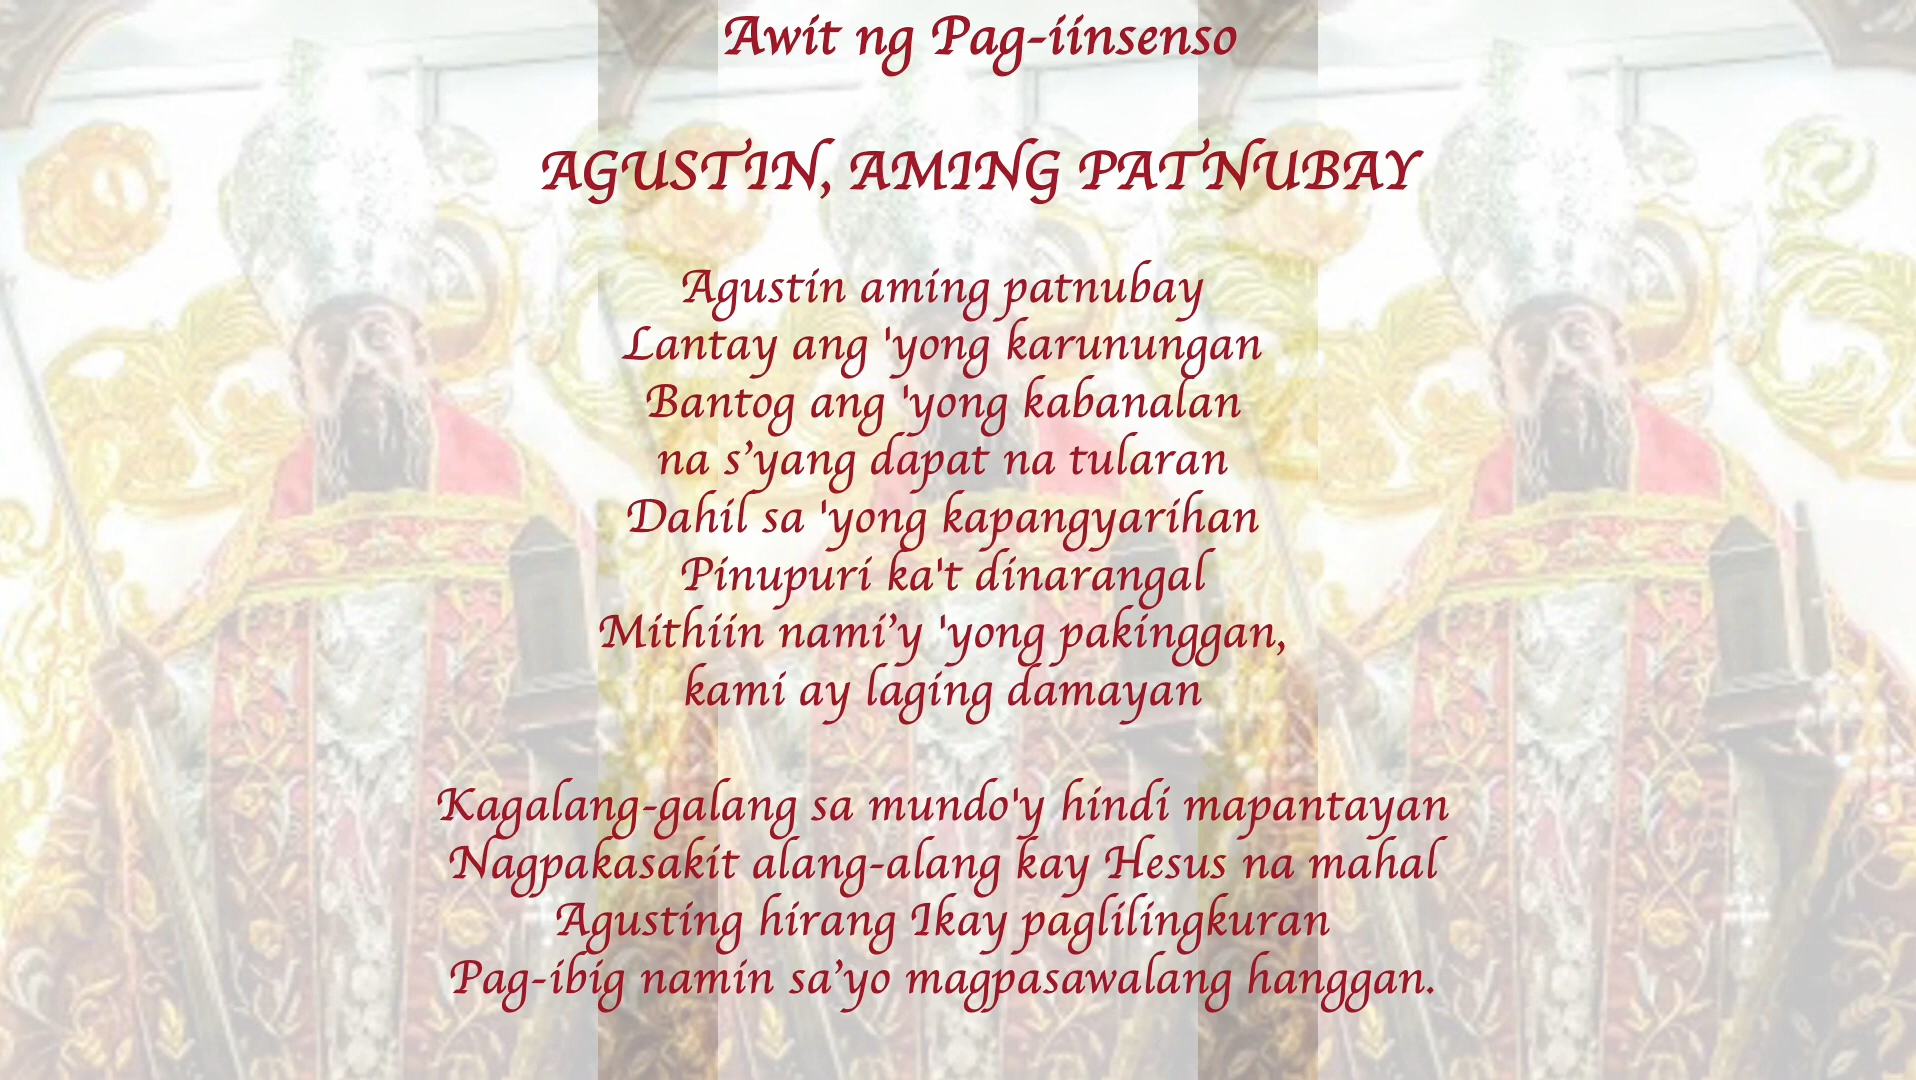 Awit ng Pag-iinsenso
AGUSTIN, AMING PATNUBAY
Agustin aming patnubay
Lantay ang 'yong karunungan
Bantog ang 'yong kabanalan
na s’yang dapat na tularan
Dahil sa 'yong kapangyarihan
Pinupuri ka't dinarangal
Mithiin nami’y 'yong pakinggan,
kami ay laging damayan
Kagalang-galang sa mundo'y hindi mapantayan
Nagpakasakit alang-alang kay Hesus na mahal
Agusting hirang Ikay paglilingkuran
Pag-ibig namin sa’yo magpasawalang hanggan.